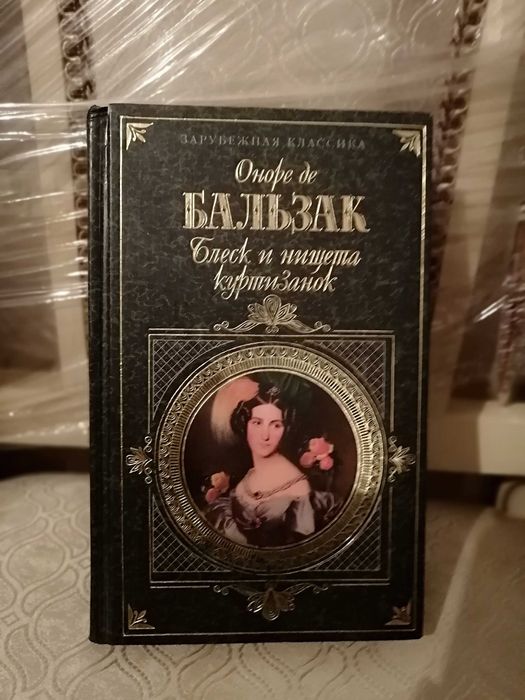 ЗАРУБЕЖНАЯ КЛАССИКА
Оноре де
БАЛЬЗАК
Блеск и нищета
куртизанок